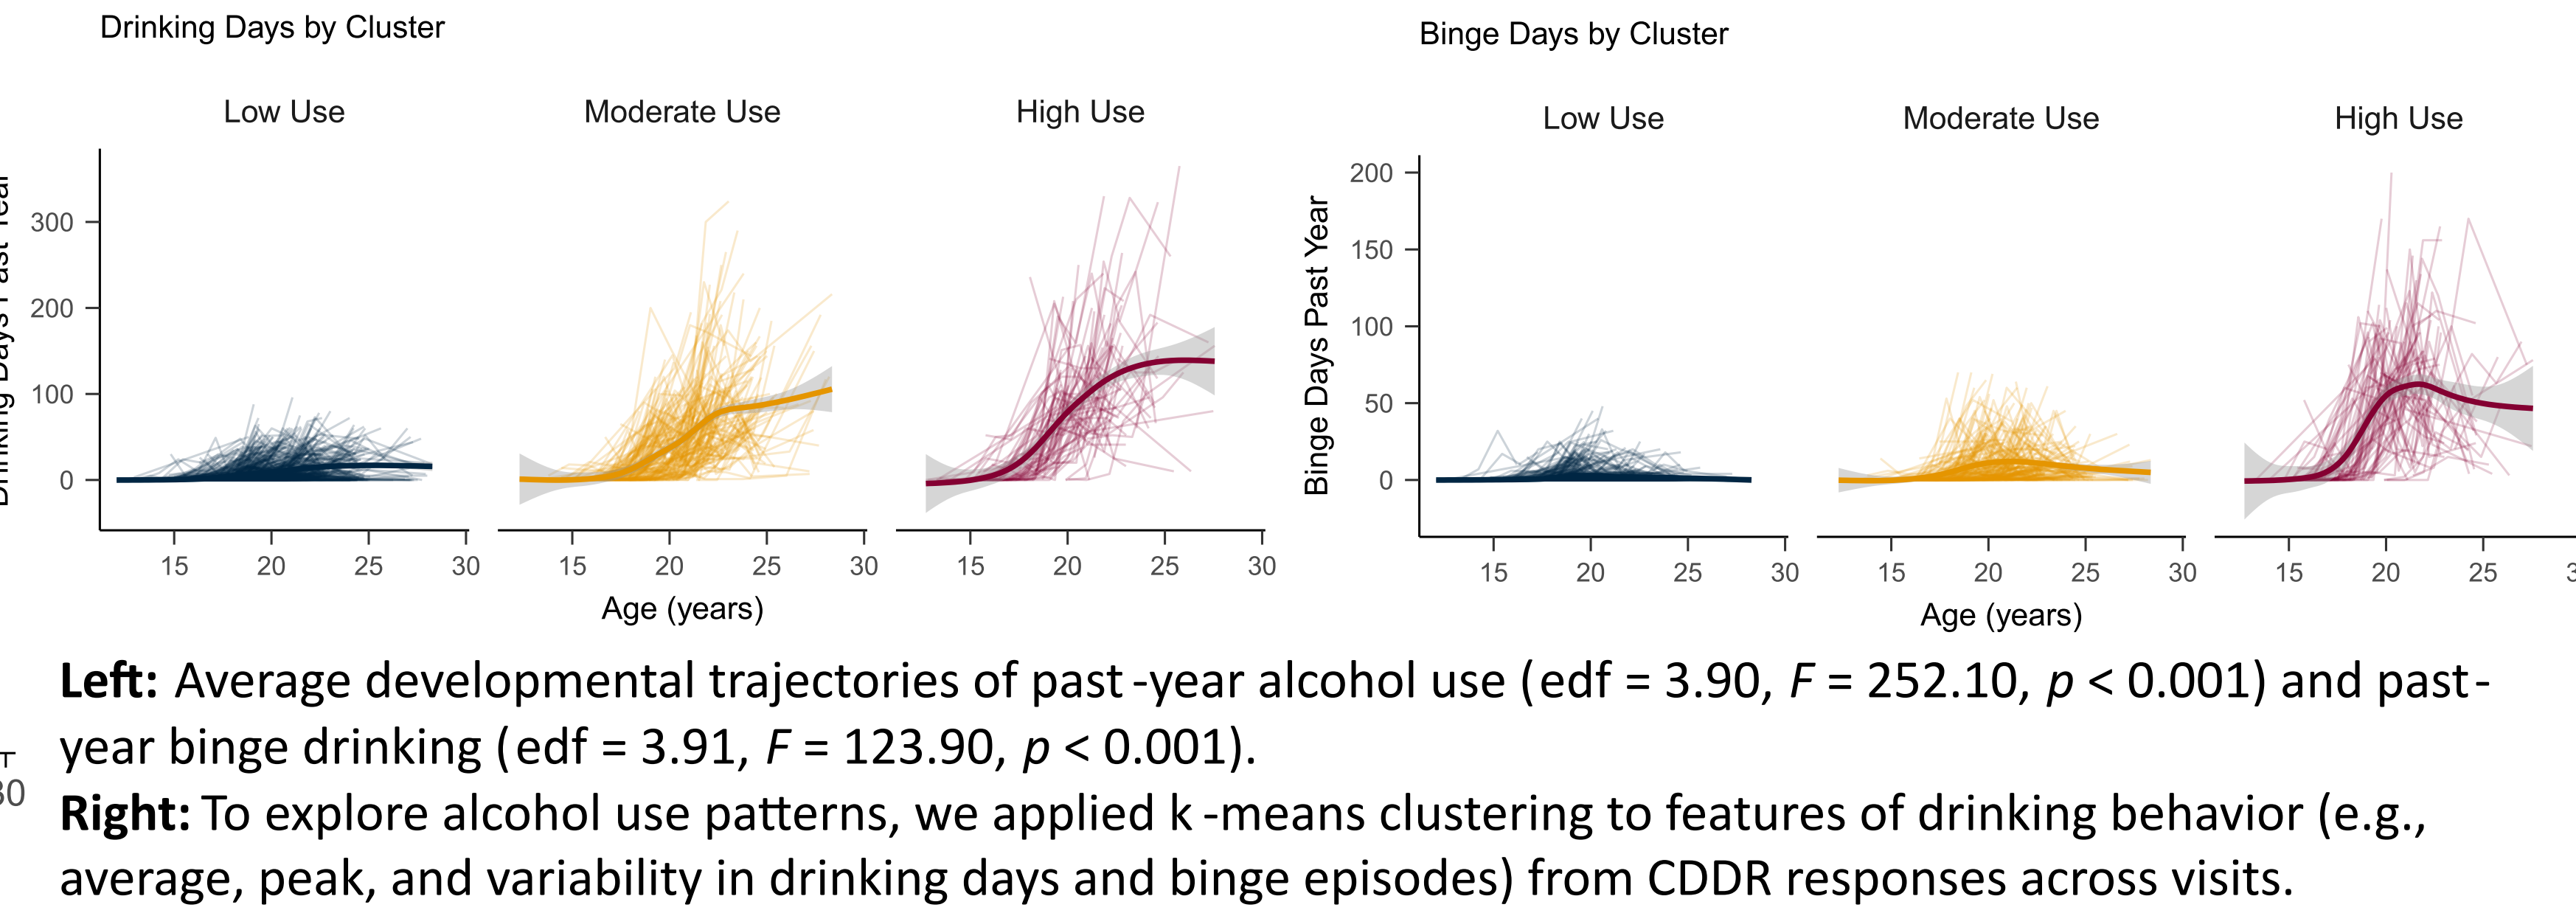 Drinking Days by Cluster
Low Use
Moderate Use
High Use
300
200
100
0
15 20 25 30
15 20 25 30
15 20 25 30
Age (years)
Binge Days by Cluster
Low Use
Moderate Use
High Use
Binge Days Past Year
200
150
100
50
0
15 20 25 30
15 20 25 30
15 20 25
Age (years)
Left: Average developmental trajectories of past-year alcohol use (edf = 3.90, F = 252.10, p < 0.001) and past-
year binge drinking (edf = 3.91, F = 123.90, p < 0.001).
Right: To explore alcohol use patterns, we applied k-means clustering to features of drinking behavior (e.g.,
average, peak, and variability in drinking days and binge episodes) from CDDR responses across visits.